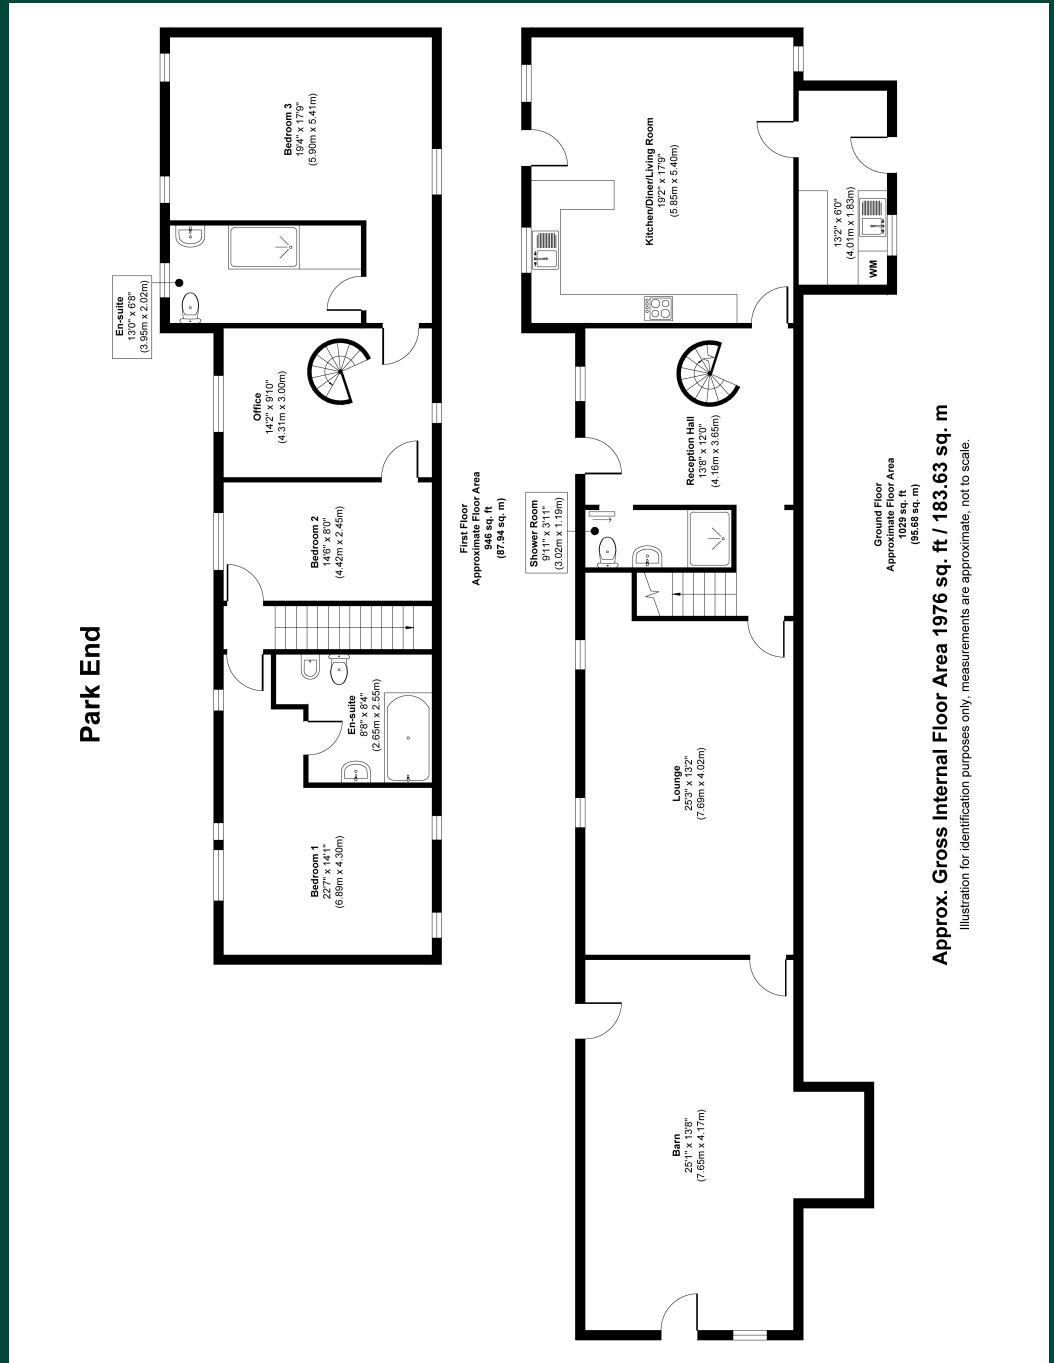 Park End
En-suite
13'0" x 6'8"
(3.95m x 2.02m)
Bedroom 3
19'4" x 17'9"
(5.90m x 5.41m)
Office
14'2" x 9'10"
(4.31m x 3.00m)
Bedroom 2
14'6" x 8'0"
(4.42m x 2.45m)
En-suite
8'8" x 8'4"
(2.65m x 2.55m)
Bedroom 1
22'7" x 14'1"
(6.89m x 4.30m)
First Floor
Approximate Floor Area
946 sq. ft
(87.94 sq. m)
Kitchen/Diner/Living Room
19'2" x 17'9"
(5.85m x 5.40m)
13'2" x 6'0"
(4.01m x 1.83m)
WM
Reception Hall
13'8" x 12'0"
(4.16m x 3.65m)
Shower Room
9'11" x 3'11"
(3.02m x 1.19m)
Lounge
25'3" x 13'2"
(7.69m x 4.02m)
Barn
25'1" x 13'8"
(7.65m x 4.17m)
Ground Floor
Approximate Floor Area
1029 sq. ft
(95.68 sq. m)
Approx. Gross Internal Floor Area 1976 sq. ft / 183.63 sq. m
Illustration for identification purposes only, measurements are approximate, not to scale.